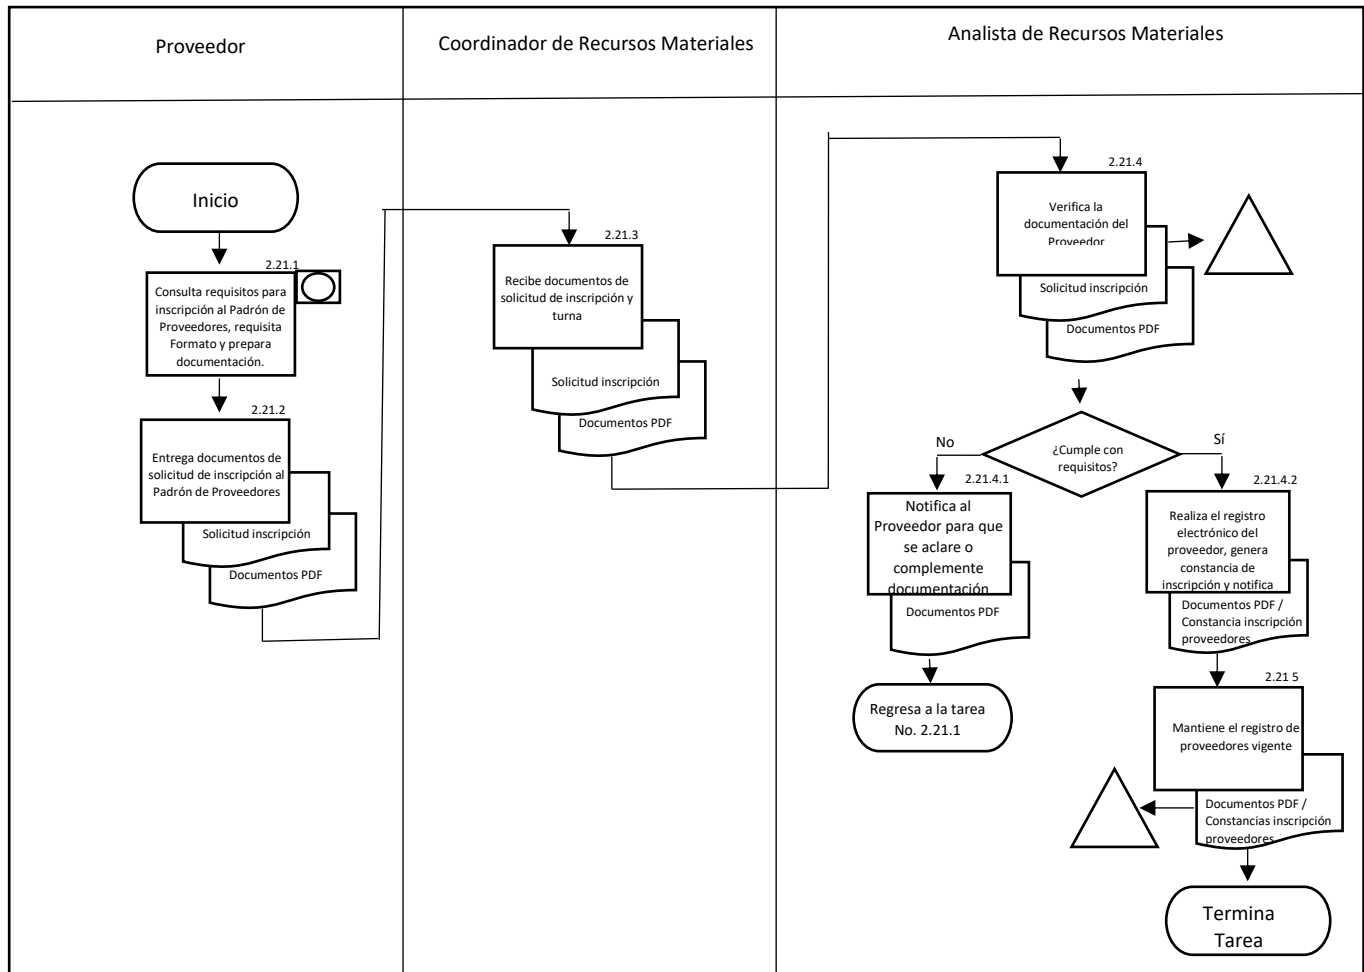 Proveedor
Coordinador de Recursos Materiales
Analista de Recursos Materiales
Inicio
2.21.1
Consulta requisitos para
inscripción al Padrón de
Proveedores, requisita
Formato y prepara
documentación.
2.21.2
Entrega documentos de
solicitud de inscripción al
Padrón de Proveedores
Solicitud inscripción
Documentos PDF
2.21.3
Recibe documentos de
solicitud de inscripción y
turna
Solicitud inscripción
Documentos PDF
2.21.4
Verifica la
documentación del
Proveedor
Solicitud inscripción
Documentos PDF
¿Cumple con
requisitos?
No
Sí
2.21.4.1
Notifica al
Proveedor para que
se aclare o
complemente
documentación
Documentos PDF
Regresa a la tarea
No. 2.21.1
2.21.4.2
Realiza el registro
electrónico del
proveedor, genera
constancia de
inscripción y notifica
Documentos PDF /
Constancia inscripción
proveedores
2.21 5
Mantiene el registro de
proveedores vigente
Documentos PDF /
Constancias inscripción
proveedores
Termina
Tarea